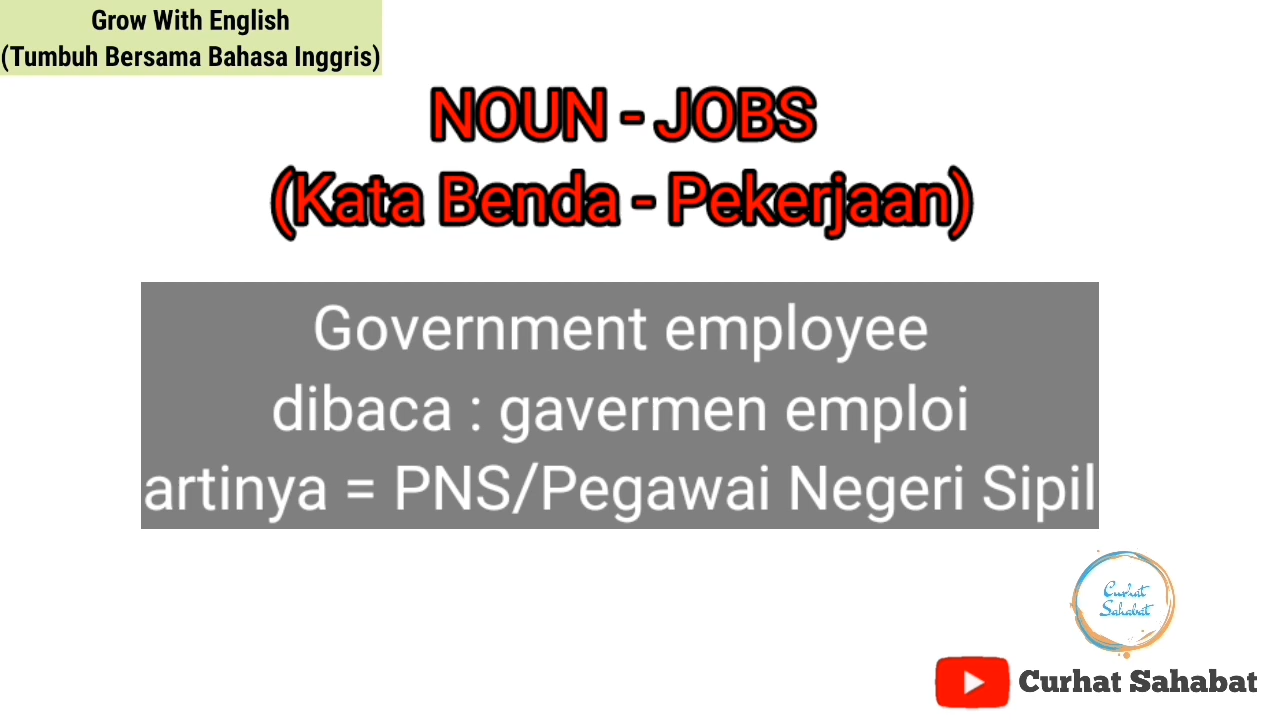 Grow With English
(Tumbuh Bersama Bahasa Inggris)
NOUN - JOBS
(Kata Benda - Pekerjaan)
Government employee
dibaca : gavermen emploi
artinya = PNS/Pegawai Negeri Sipil
Curhat
Sahabat
Curhat Sahabat